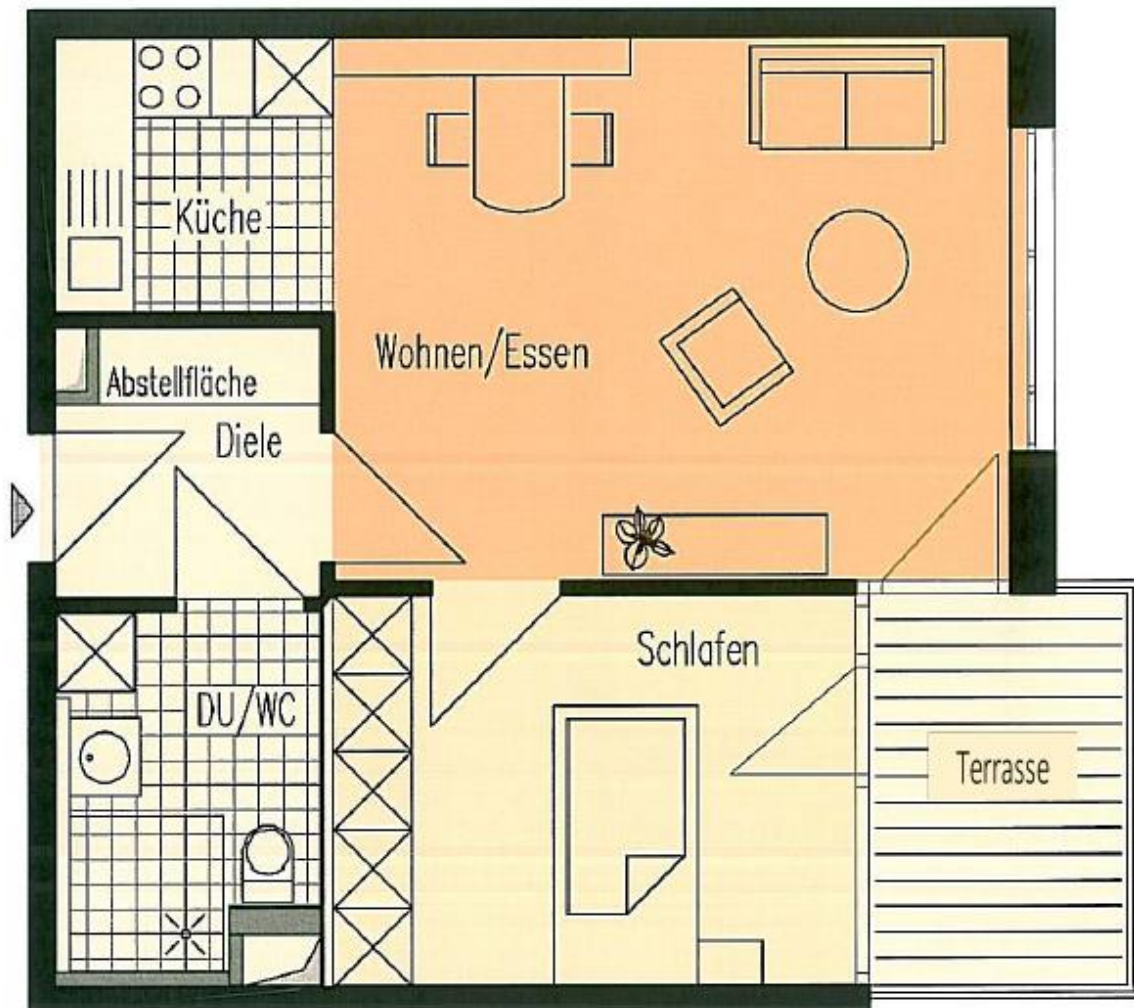 Küche
Wohnen/Essen
Abstellfläche
Diele
Schlafen
DU/WC
Terrasse